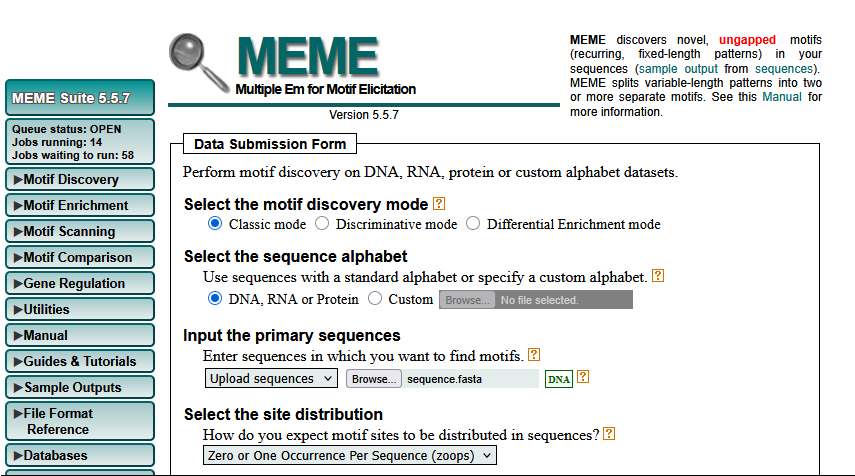 MEME
Multiple Em for Motif Elicitation
Version 5.5.7
MEME discovers novel, ungapped motifs
(recurring, fixed-length patterns) in your
sequences (sample output from sequences).
MEME splits variable-length patterns into two
or more separate motifs. See this Manual for
more information.
MEME Suite 5.5.7
Queue status: OPEN
Jobs running: 14
Jobs waiting to run: 58
▶Motif Discovery
▶Motif Enrichment
▶Motif Scanning
▶Motif Comparison
▶Gene Regulation
▶Utilities
▶Manual
▶Guides & Tutorials
▶Sample Outputs
▶File Format
Reference
▶Databases
Data Submission Form
Perform motif discovery on DNA, RNA, protein or custom alphabet datasets.
Select the motif discovery mode ?
Classic mode Discriminative mode Differential Enrichment mode
Select the sequence alphabet
Use sequences with a standard alphabet or specify a custom alphabet. ?
DNA, RNA or Protein Custom Browse... No file selected.
Input the primary sequences
Enter sequences in which you want to find motifs. ?
Upload sequences Browse... sequence.fasta DNA ?
Select the site distribution
How do you expect motif sites to be distributed in sequences? ?
Zero or One Occurrence Per Sequence (zoops)